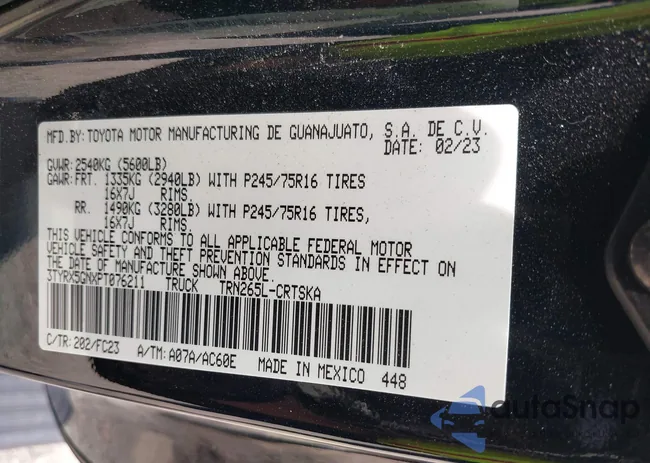 MFD.BY: TOYOTA MOTOR MANUFACTURING DE GUANAJUATO, S.A. DE C.V.
DATE: 02/23
GVWR: 2540KG (5600LB)
GAWR: FRT. 1335KG (2940LB) WITH P245/75R16 TIRES
16X7J RIMS.
RR. 1490KG (3280LB) WITH P245/75R16 TIRES,
16X7J RIMS.
THIS VEHICLE CONFORMS TO ALL APPLICABLE FEDERAL MOTOR
VEHICLE SAFETY AND THEFT PREVENTION STANDARDS IN EFFECT ON
THE DATE OF MANUFACTURE SHOWN ABOVE.
3TYRX5GNXPT076211 TRUCK TRN265L-CRTSKA
C/TR: 202/FC23 A/TM: A07A/AC60E MADE IN MEXICO 448
autoSnap